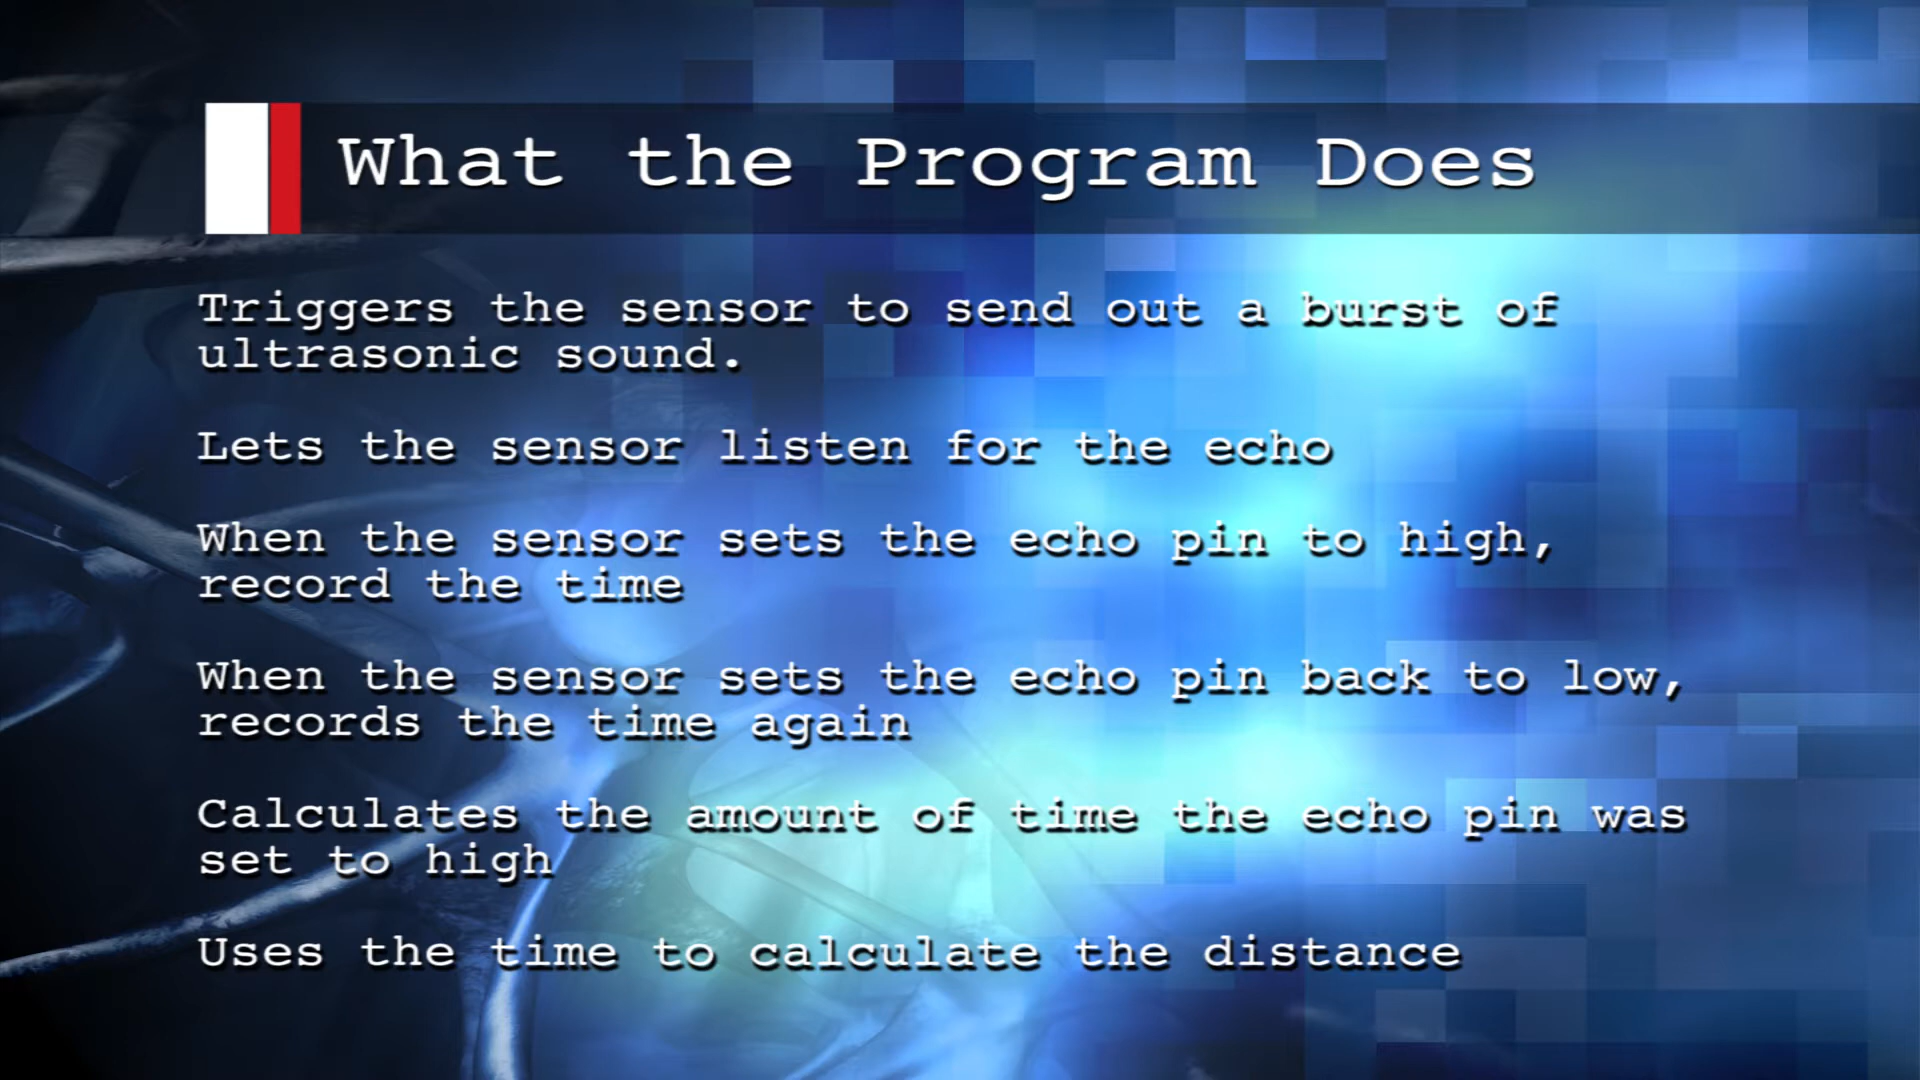 What the Program Does
Triggers the sensor to send out a burst of
ultrasonic sound.
Lets the sensor listen for the echo
When the sensor sets the echo pin to high,
record the time
When the sensor sets the echo pin back to low,
records the time again
Calculates the amount of time the echo pin was
set to high
Uses the time to calculate the distance